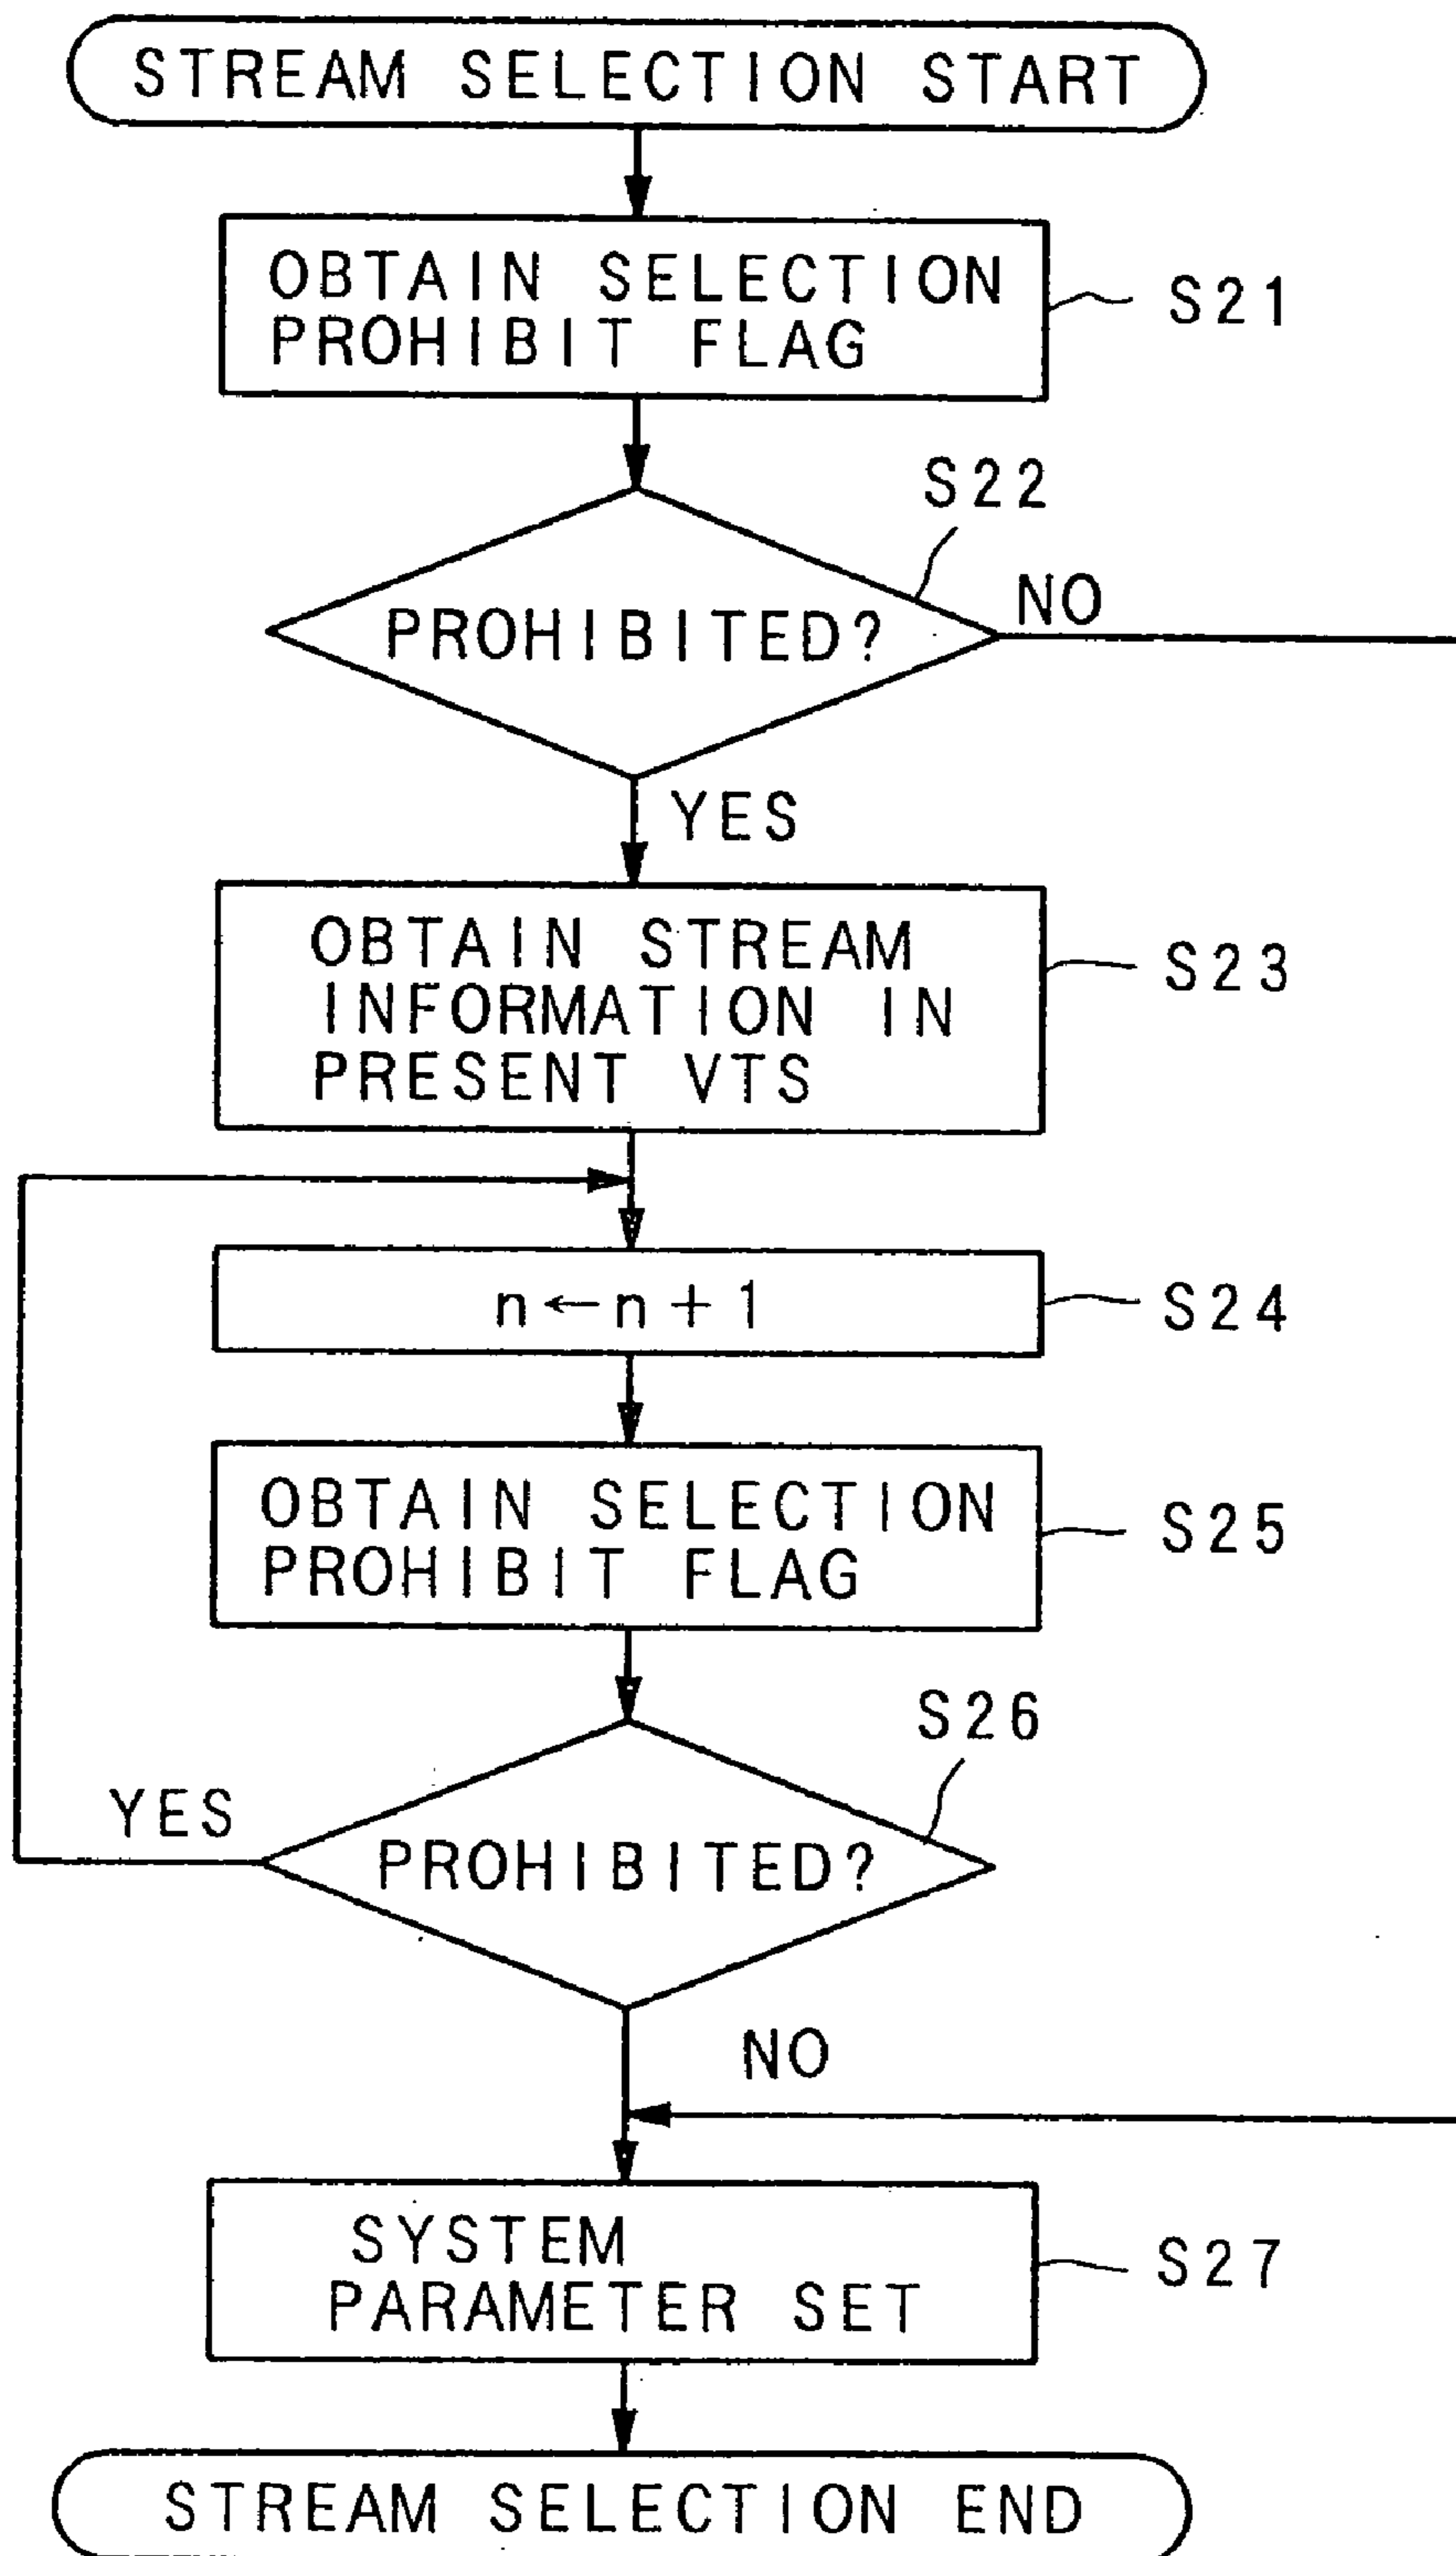 STREAM SELECTION START
OBTAIN SELECTION
PROHIBIT FLAG
S21
S22
PROHIBITED?
NO
YES
OBTAIN STREAM
INFORMATION IN
PRESENT VTS
S23
n←n+1
S24
OBTAIN SELECTION
PROHIBIT FLAG
S25
S26
YES
PROHIBITED?
NO
SYSTEM
PARAMETER SET
S27
STREAM SELECTION END